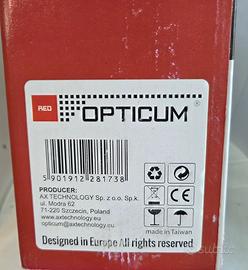 RED OPTICUM®
5 901912 281738
PRODUCER:
AX TECHNOLOGY Sp. z o.o. Sp.k.
ul. Modra 62
71-220 Szczecin, Poland
www.axtechnology.eu
opticum@axtechnology.eu
made in Taiwan
Designed in Europe All rights reserved.
subito